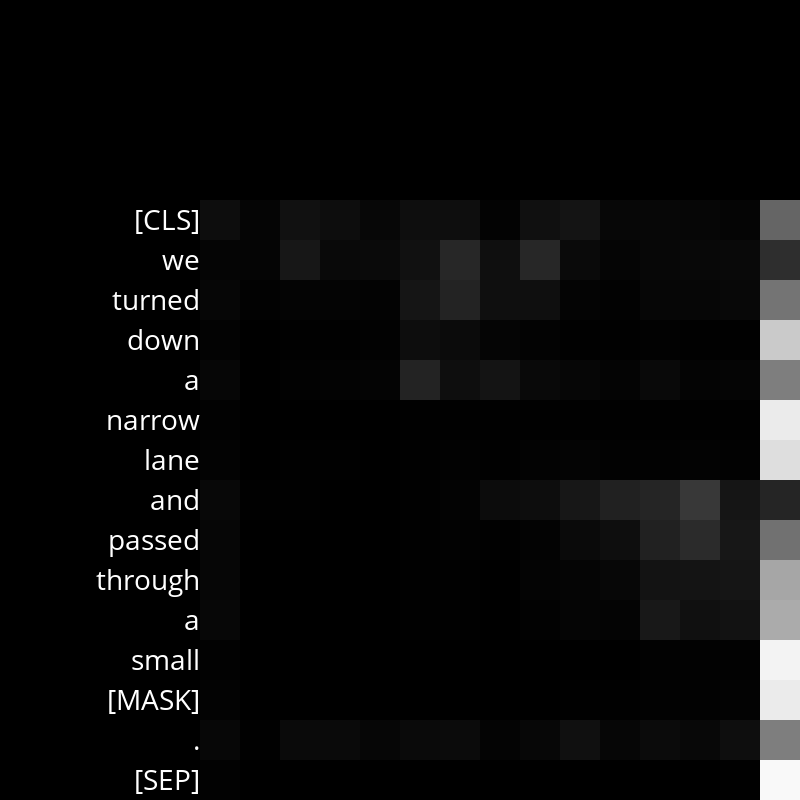 [CLS]
we
turned
down
a
narrow
lane
and
passed
through
a
small
[MASK]
.
[SEP]